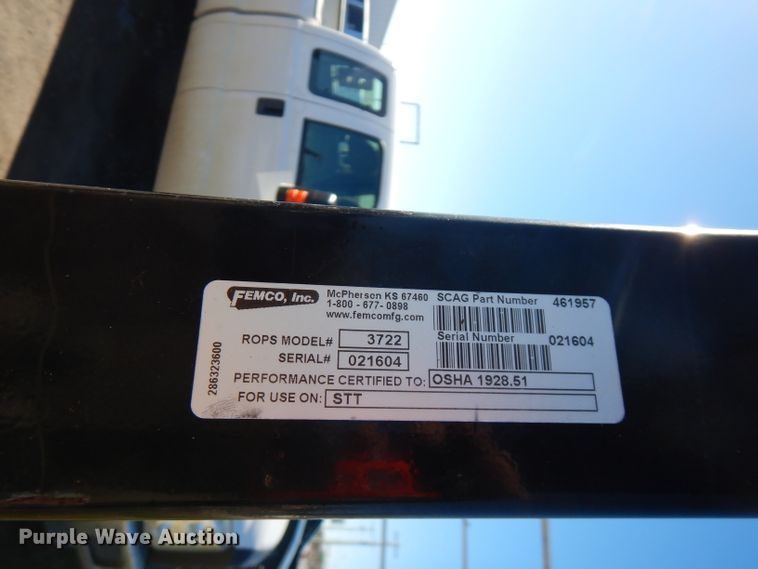 FEMCO, Inc.
McPherson KS 67460
1-800 - 677- 0898
www.femcomfg.com
SCAG Part Number 461957
Serial Number 021604
ROPS MODEL# 3722
SERIAL# 021604
PERFORMANCE CERTIFIED TO: OSHA 1928.51
FOR USE ON: STT
286323600
Purple Wave Auction